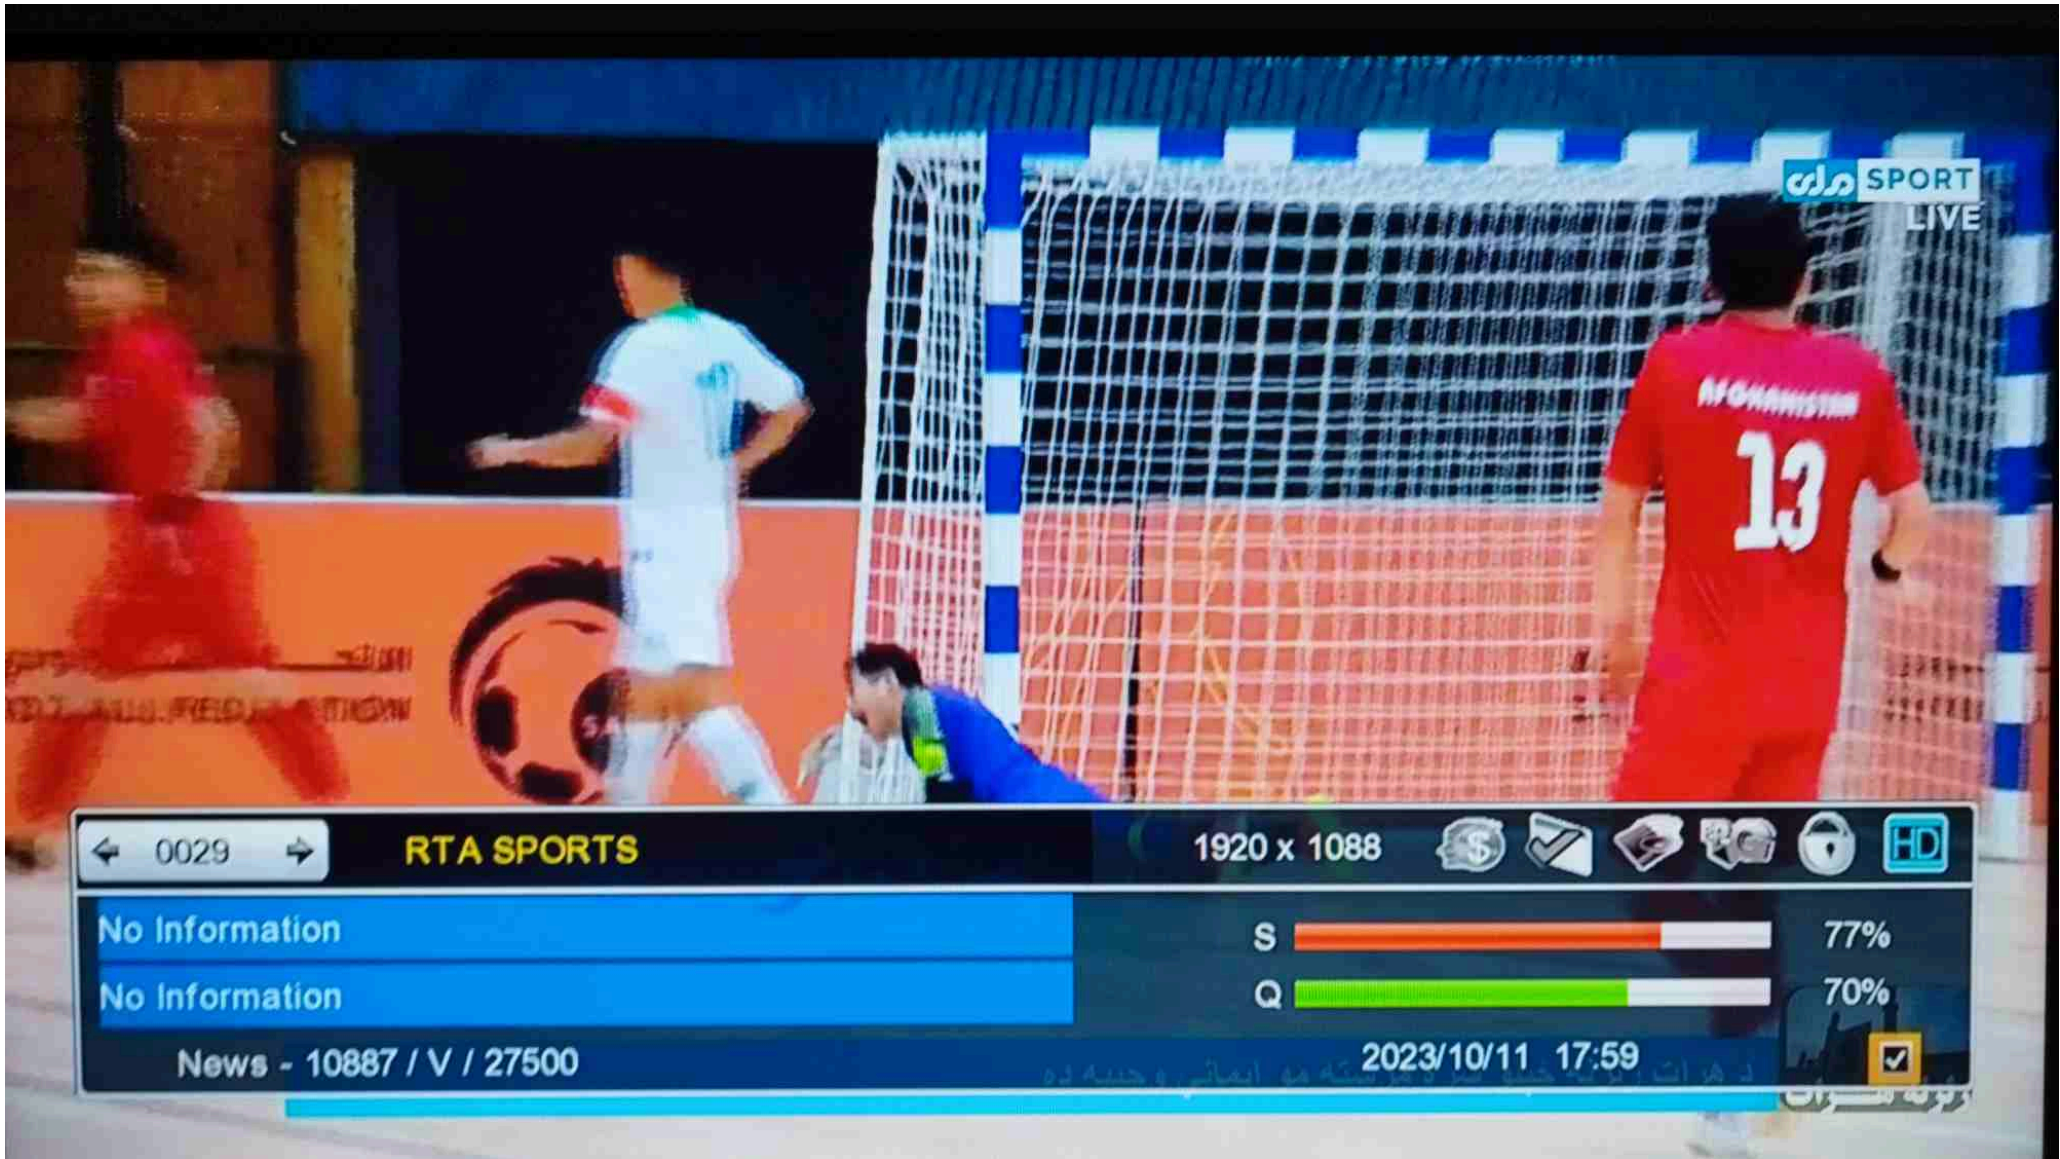 ملی SPORT
LIVE
AFGHANISTAN
13
0029
RTA SPORTS
1920 x 1088
HD
No Information
S
77%
No Information
Q
70%
News - 10887 / V / 27500
2023/10/11 17:59